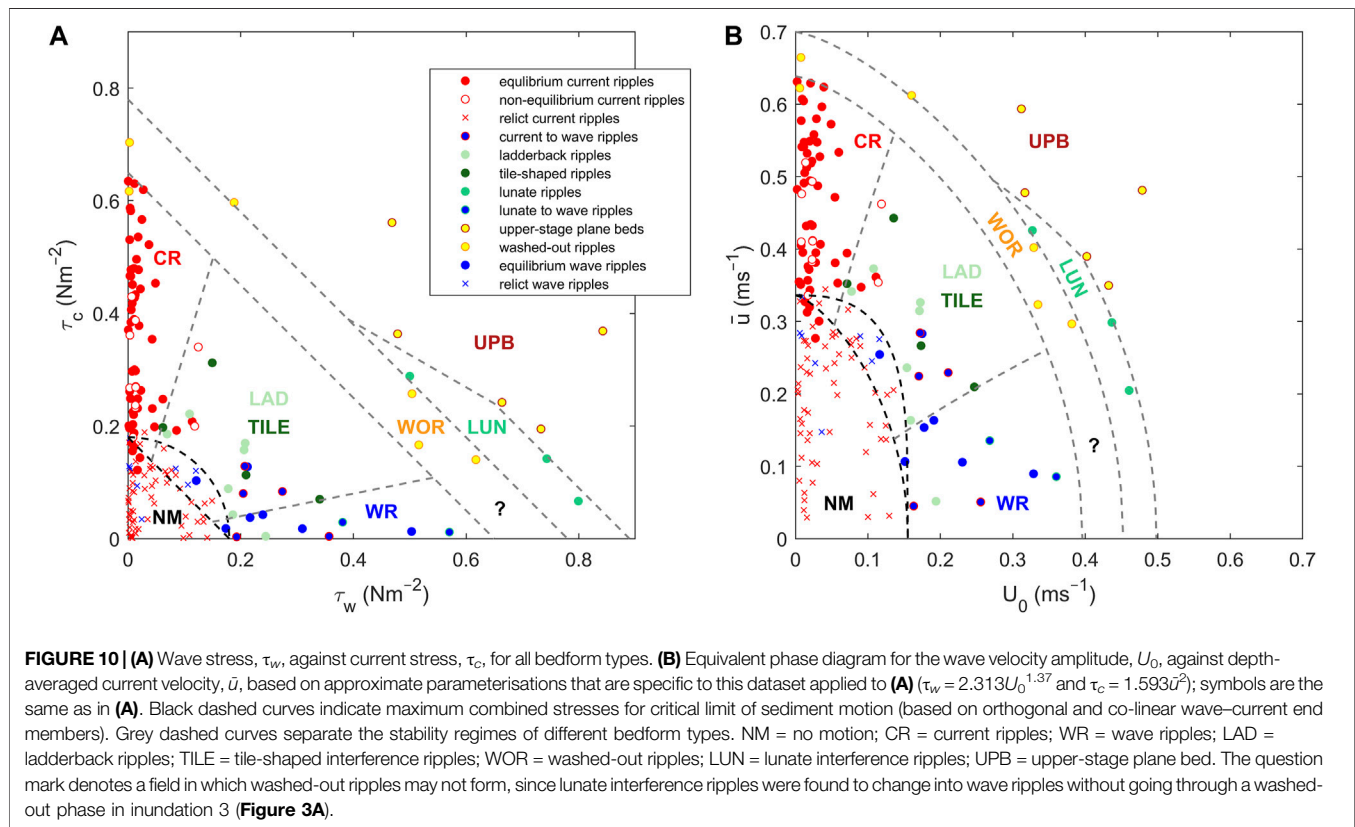 A
B
equlibrium current ripples
non-equilibrium current ripples
relict current ripples
current to wave ripples
ladderback ripples
tile-shaped ripples
lunate ripples
lunate to wave ripples
upper-stage plane beds
washed-out ripples
equilibrium wave ripples
relict wave ripples
0.8
0.6
0.4
0.2
0
τc (Nm⁻²)
CR
LAD
TILE
NM
WR
WOR
LUN
UPB
?
0 0.2 0.4 0.6 0.8
τw (Nm⁻²)
0.7
0.6
0.5
0.4
0.3
0.2
0.1
0
ū (ms⁻¹)
CR
UPB
WOR
LUN
LAD
TILE
?
NM
WR
0 0.1 0.2 0.3 0.4 0.5 0.6 0.7
U0 (ms⁻¹)
FIGURE 10 | (A) Wave stress, τw, against current stress, τc, for all bedform types. (B) Equivalent phase diagram for the wave velocity amplitude, U0, against depth-
averaged current velocity, ū, based on approximate parameterisations that are specific to this dataset applied to (A) (τw = 2.313U0^1.37 and τc = 1.593ū²); symbols are the
same as in (A). Black dashed curves indicate maximum combined stresses for critical limit of sediment motion (based on orthogonal and co-linear wave–current end
members). Grey dashed curves separate the stability regimes of different bedform types. NM = no motion; CR = current ripples; WR = wave ripples; LAD =
ladderback ripples; TILE = tile-shaped interference ripples; WOR = washed-out ripples; LUN = lunate interference ripples; UPB = upper-stage plane bed. The question
mark denotes a field in which washed-out ripples may not form, since lunate interference ripples were found to change into wave ripples without going through a washed-
out phase in inundation 3 (Figure 3A).